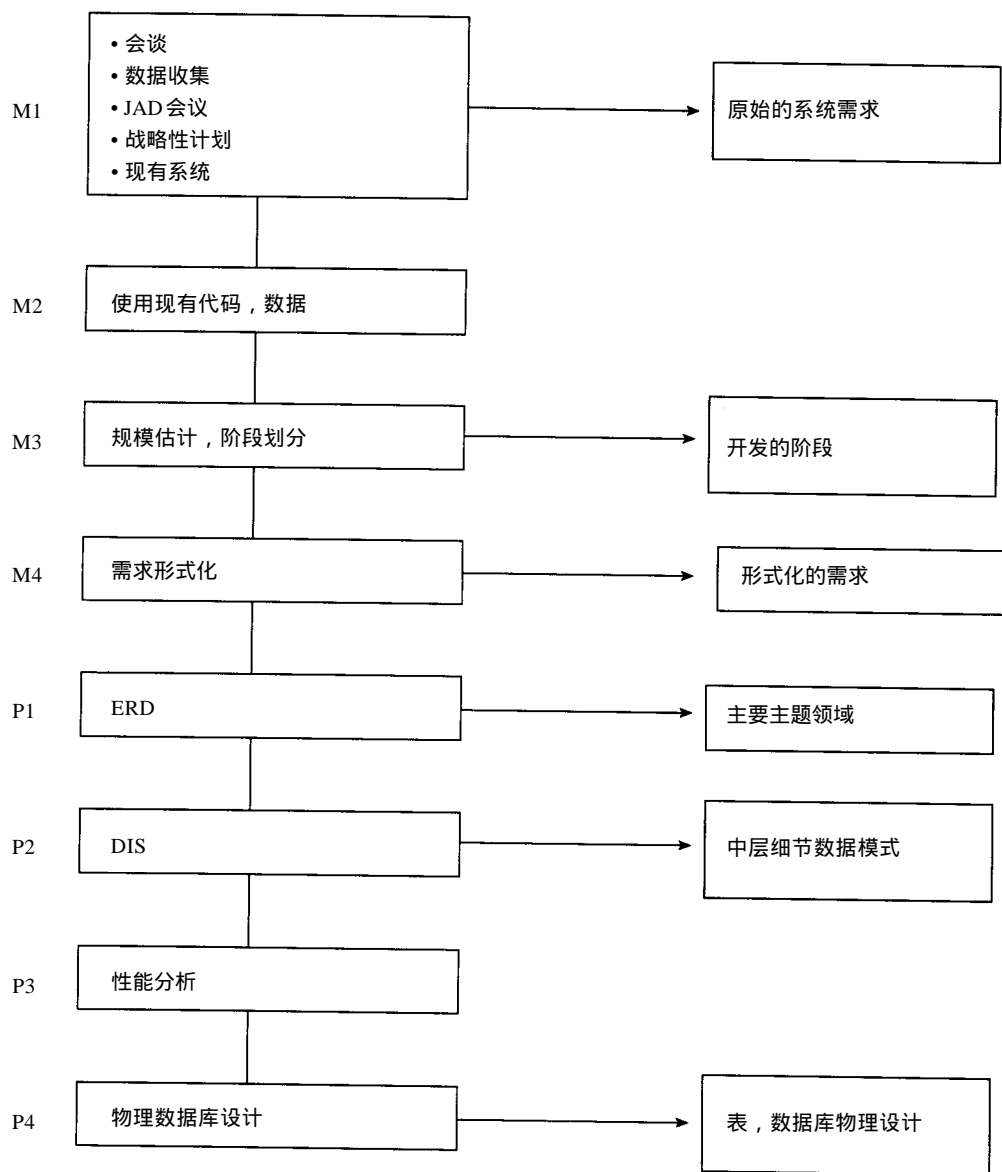 • 会谈
• 数据收集
M1
• JAD会议
• 战略性计划
• 现有系统
原始的系统需求
M2
使用现有代码，数据
M3
规模估计，阶段划分
开发的阶段
M4
需求形式化
形式化的需求
P1
ERD
主要主题领域
P2
DIS
中层细节数据模式
P3
性能分析
P4
物理数据库设计
表，数据库物理设计